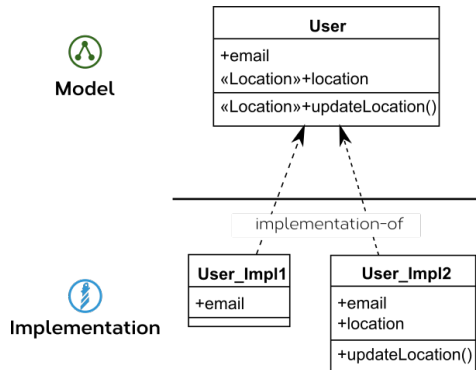 User
+email
«Location»+location
«Location»+updateLocation()
Model
implementation-of
User_Impl1
+email
User_Impl2
+email
+location
+updateLocation()
Implementation